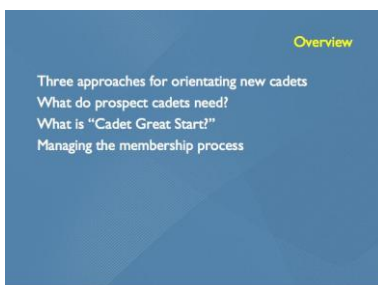 Overview
Three approaches for orientating new cadets
What do prospect cadets need?
What is “Cadet Great Start?”
Managing the membership process